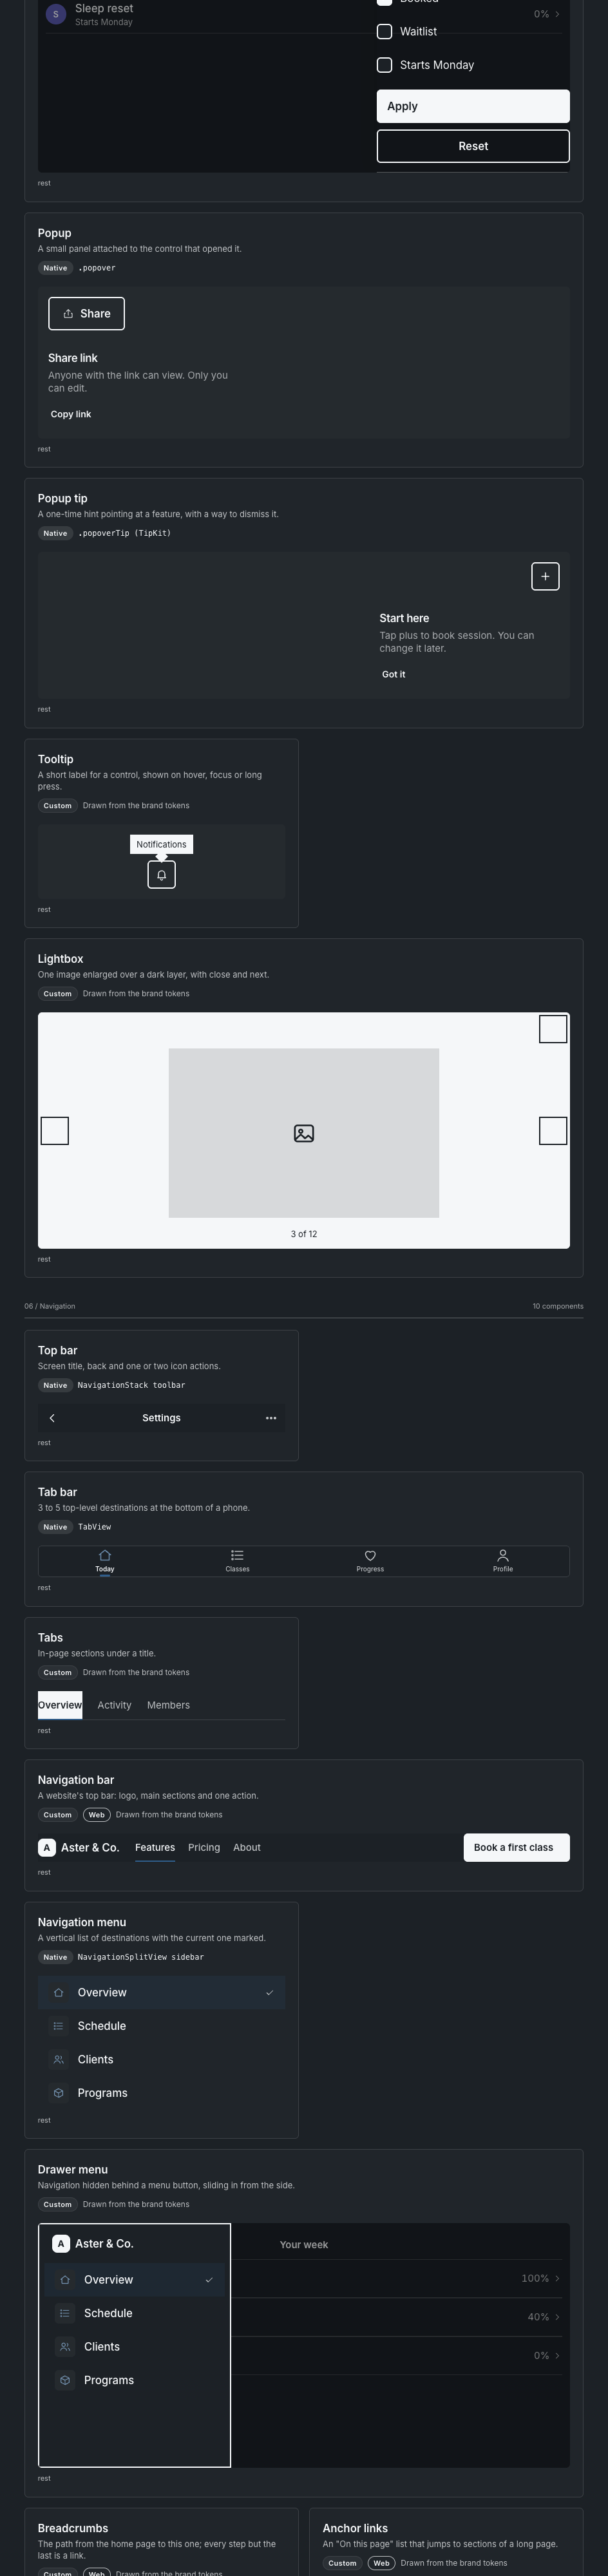 S
Sleep reset
Starts Monday
0%
Booked
Waitlist
Starts Monday
Apply
Reset
rest
Popup
A small panel attached to the control that opened it.
Native .popover
Share
Share link
Anyone with the link can view. Only you
can edit.
Copy link
rest
Popup tip
A one-time hint pointing at a feature, with a way to dismiss it.
Native .popoverTip (TipKit)
Start here
Tap plus to book session. You can
change it later.
Got it
rest
Tooltip
A short label for a control, shown on hover, focus or long
press.
Custom Drawn from the brand tokens
Notifications
rest
Lightbox
One image enlarged over a dark layer, with close and next.
Custom Drawn from the brand tokens
3 of 12
rest
06 / Navigation 10 components
Top bar
Screen title, back and one or two icon actions.
Native NavigationStack toolbar
Settings
rest
Tab bar
3 to 5 top-level destinations at the bottom of a phone.
Native TabView
Today Classes Progress Profile
rest
Tabs
In-page sections under a title.
Custom Drawn from the brand tokens
Overview Activity Members
rest
Navigation bar
A website's top bar: logo, main sections and one action.
Custom Web Drawn from the brand tokens
A Aster & Co. Features Pricing About Book a first class
rest
Navigation menu
A vertical list of destinations with the current one marked.
Native NavigationSplitView sidebar
Overview
Schedule
Clients
Programs
rest
Drawer menu
Navigation hidden behind a menu button, sliding in from the side.
Custom Drawn from the brand tokens
A Aster & Co. Your week
Overview 100%
Schedule 40%
Clients 0%
Programs
rest
Breadcrumbs
The path from the home page to this one; every step but the
last is a link.
Custom Web Drawn from the brand tokens
Anchor links
An "On this page" list that jumps to sections of a long page.
Custom Web Drawn from the brand tokens